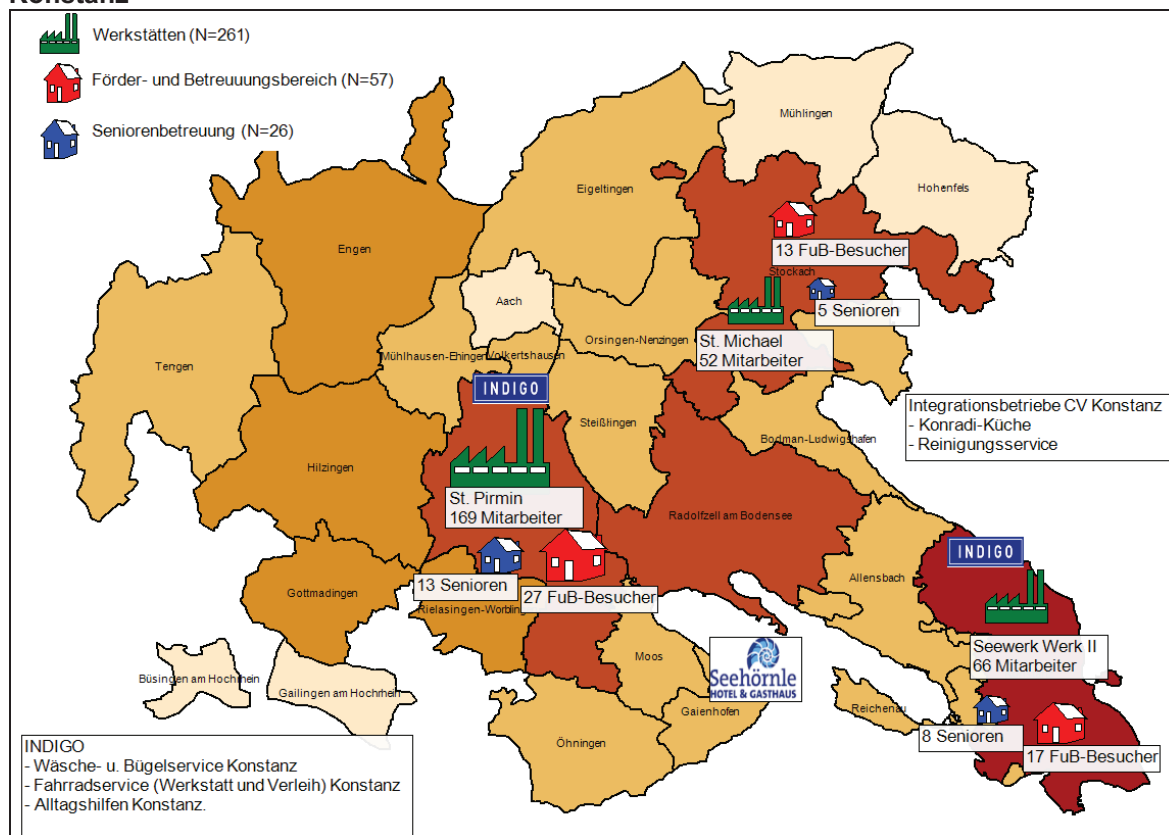 Konstanz
Werkstätten (N=261)
Förder- und Betreuuungsbereich (N=57)
Seniorenbetreuung (N=26)
Mühlingen
Hohenfels
Eigeltingen
Engen
13 FuB-Besucher
Stockach
Aach
5 Senioren
Orsingen-Nenzingen
St. Michael
52 Mitarbeiter
Mühlhausen-Ehingen
Volkertshausen
Tengen
INDIGO
Integrationsbetriebe CV Konstanz
- Konradi-Küche
- Reinigungsservice
Steißlingen
Bodman-Ludwigshafen
Hilzingen
St. Pirmin
169 Mitarbeiter
Radolfzell am Bodensee
INDIGO
Allensbach
13 Senioren
27 FuB-Besucher
Gottmadingen
Rielasingen-Worbling
Seewerk Werk II
66 Mitarbeiter
Moos
Seehörnle
HOTEL & GASTHAUS
Büsingen am Hochrhein
Gailingen am Hochrhein
Gaienhofen
Reichenau
8 Senioren
17 FuB-Besucher
Öhningen
INDIGO
- Wäsche- u. Bügelservice Konstanz
- Fahrradservice (Werkstatt und Verleih) Konstanz
- Alltagshilfen Konstanz.